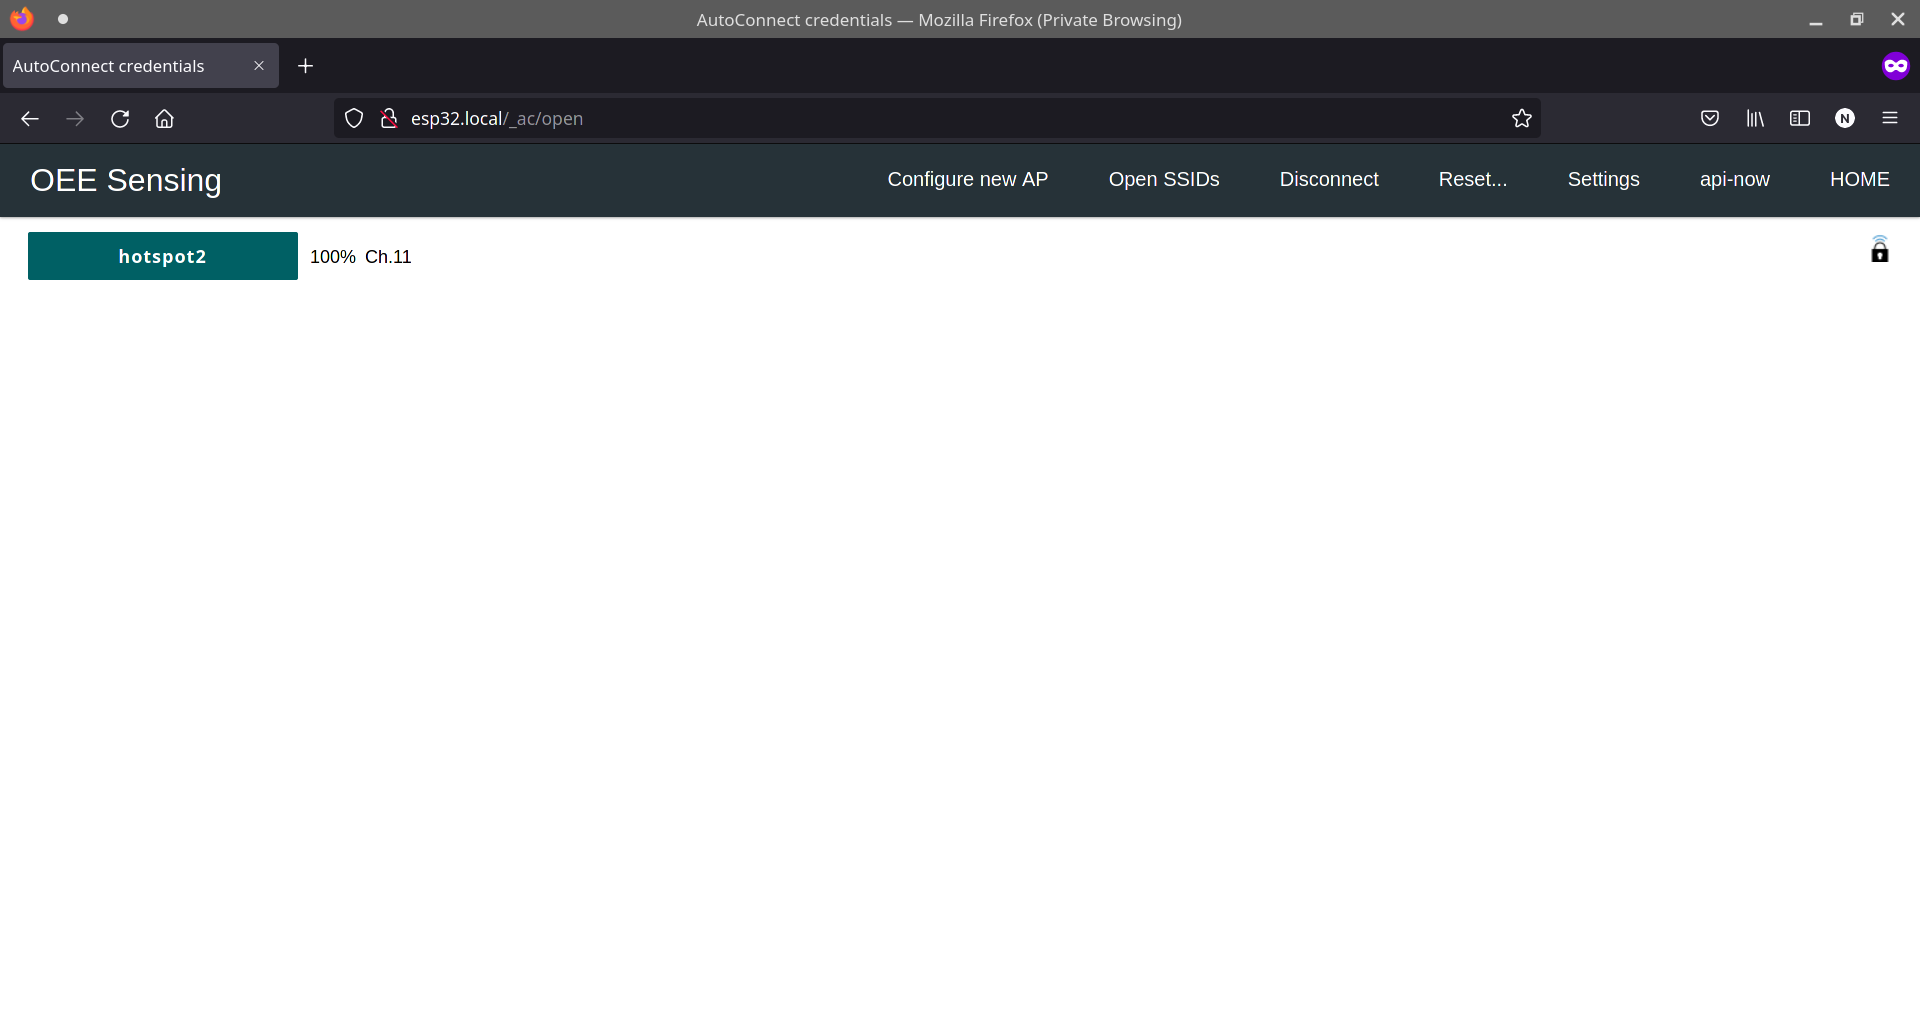 AutoConnect credentials — Mozilla Firefox (Private Browsing)
AutoConnect credentials
esp32.local/_ac/open
N
OEE Sensing
Configure new AP
Open SSIDs
Disconnect
Reset...
Settings
api-now
HOME
hotspot2
100% Ch.11